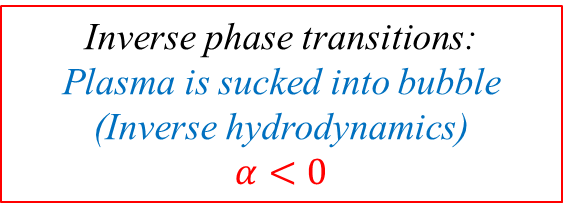 Inverse phase transitions:
Plasma is sucked into bubble
(Inverse hydrodynamics)
α < 0